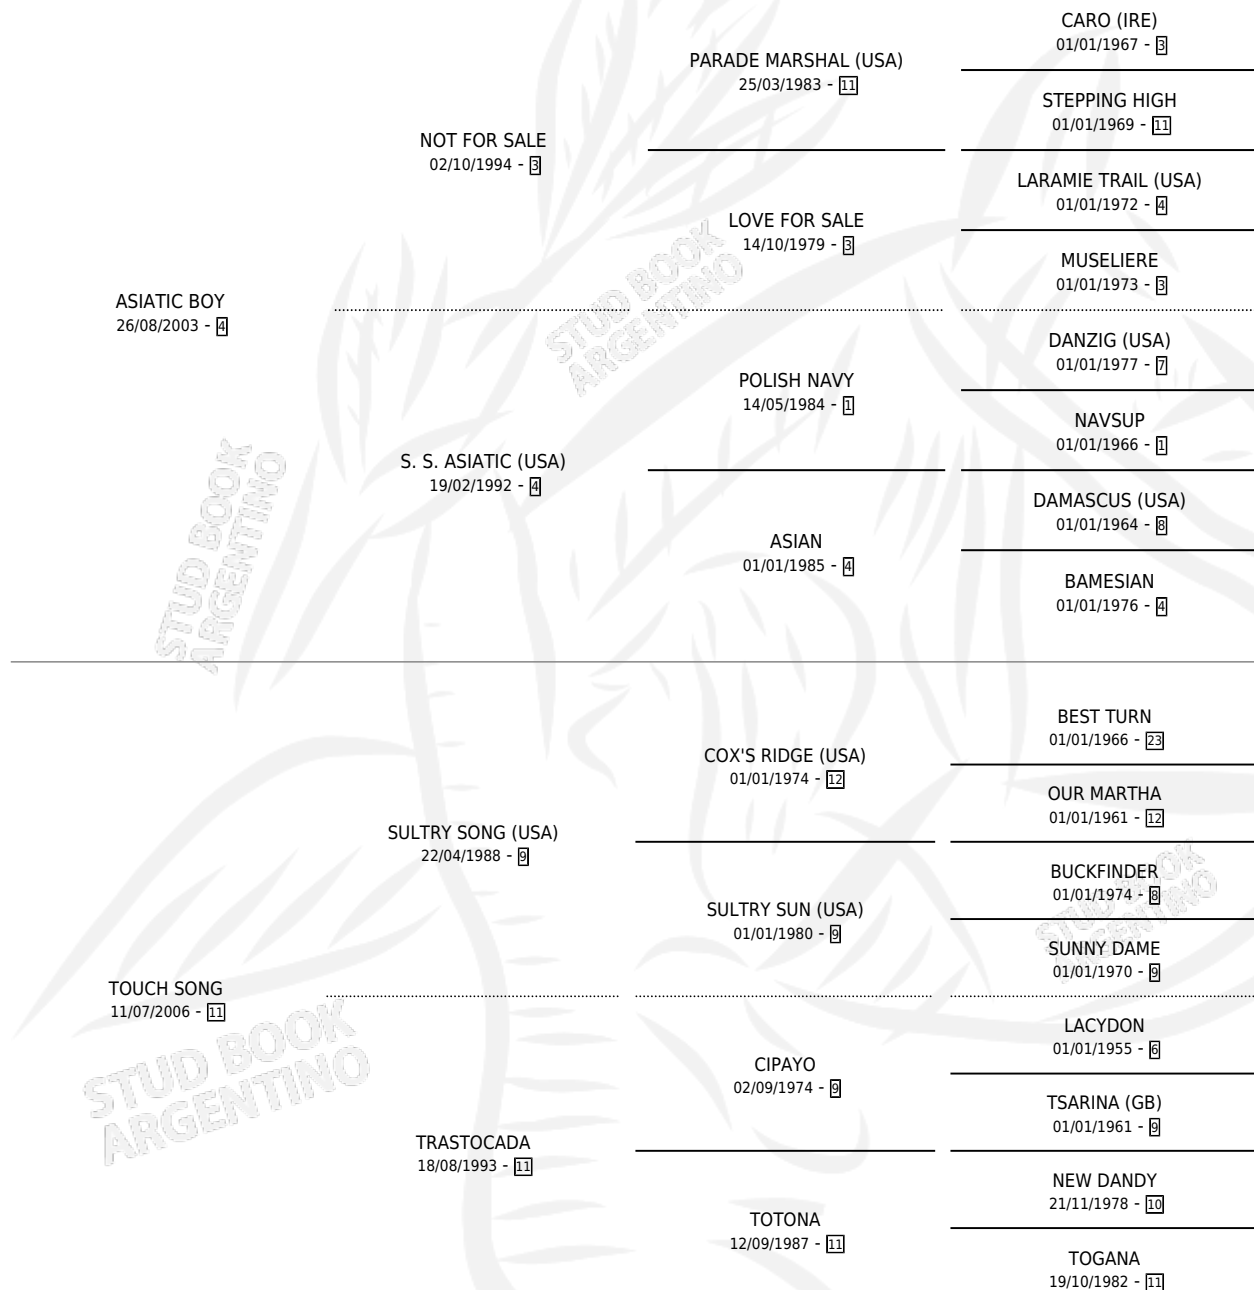 CARO (IRE)
01/01/1967 - 3
PARADE MARSHAL (USA)
25/03/1983 - 11
STEPPING HIGH
01/01/1969 - 11
NOT FOR SALE
02/10/1994 - 3
LARAMIE TRAIL (USA)
01/01/1972 - 4
LOVE FOR SALE
14/10/1979 - 3
MUSELIERE
01/01/1973 - 3
ASIATIC BOY
26/08/2003 - 4
STUD BOOK
ARGENTINO
DANZIG (USA)
01/01/1977 - 7
POLISH NAVY
14/05/1984 - 1
NAVSUP
01/01/1966 - 1
S. S. ASIATIC (USA)
19/02/1992 - 4
DAMASCUS (USA)
01/01/1964 - 8
ASIAN
01/01/1985 - 4
BAMESIAN
01/01/1976 - 4
STUD BOOK
ARGENTINO
BEST TURN
01/01/1966 - 23
COX'S RIDGE (USA)
01/01/1974 - 12
OUR MARTHA
01/01/1961 - 12
SULTRY SONG (USA)
22/04/1988 - 9
BUCKFINDER
01/01/1974 - 8
SULTRY SUN (USA)
01/01/1980 - 9
STUD BOOK
ARGENTINO
SUNNY DAME
01/01/1970 - 9
TOUCH SONG
11/07/2006 - 11
STUD BOOK
ARGENTINO
LACYDON
01/01/1955 - 6
CIPAYO
02/09/1974 - 9
TSARINA (GB)
01/01/1961 - 9
TRASTOCADA
18/08/1993 - 11
NEW DANDY
21/11/1978 - 10
TOTONA
12/09/1987 - 11
TOGANA
19/10/1982 - 11